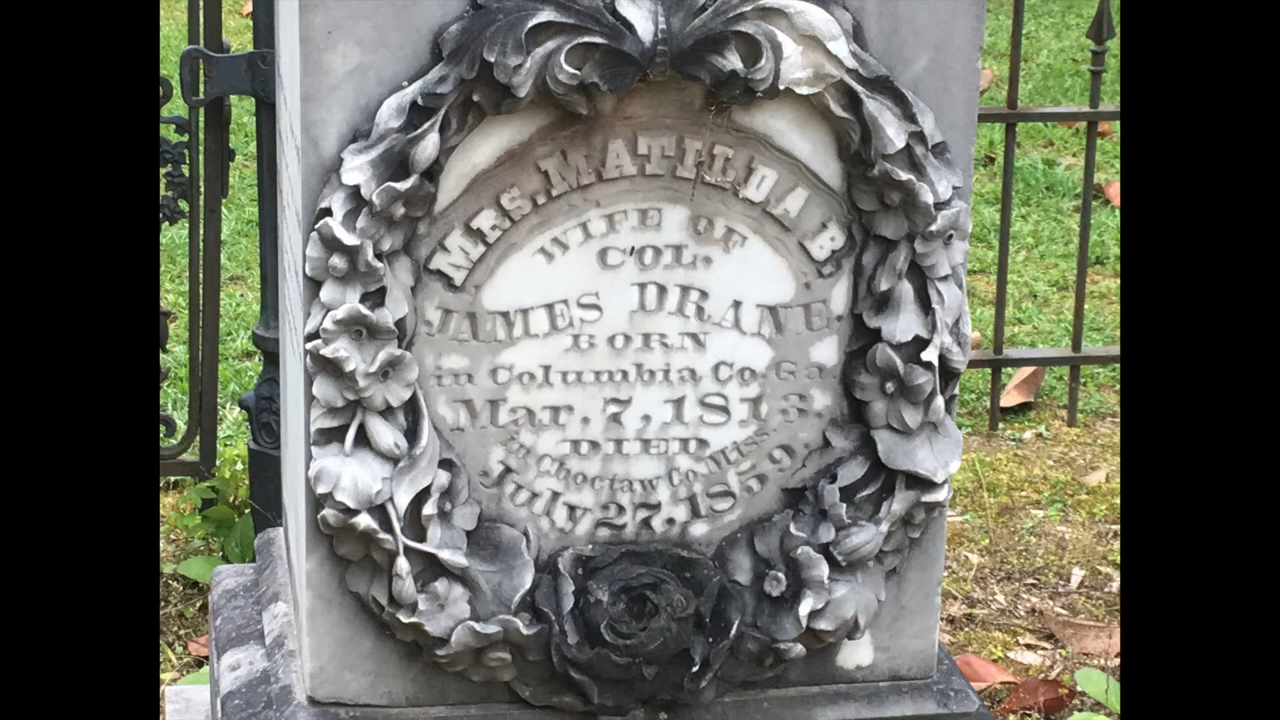 MRS. MATILDA B.
WIFE OF
COL.
JAMES DRANE.
BORN
in Columbia Co. Ga.
Mar. 7, 1813.
DIED
in Choctaw Co. Miss.
July 27, 1859.